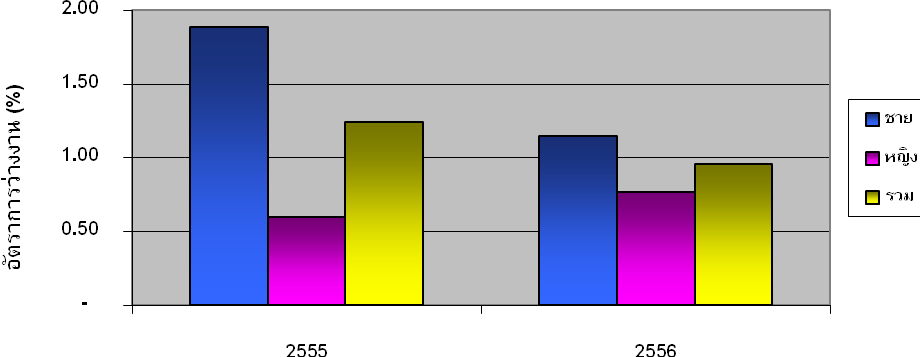 2.00
1.50
1.00
0.50
-
อัตราการว่างงาน (%)
2555
2556
ชาย
หญิง
รวม